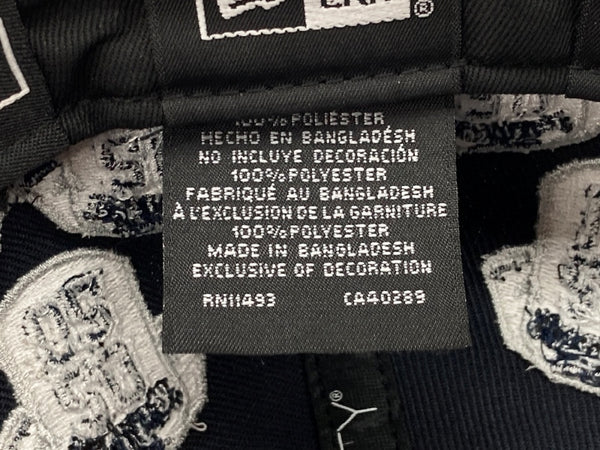 100% POLIÉSTER
HECHO EN BANGLADÉSH
NO INCLUYE DECORACIÓN
100% POLYESTER
FABRIQUÉ AU BANGLADESH
À L'EXCLUSION DE LA GARNITURE
100% POLYESTER
MADE IN BANGLADESH
EXCLUSIVE OF DECORATION
RN11493 CA40289